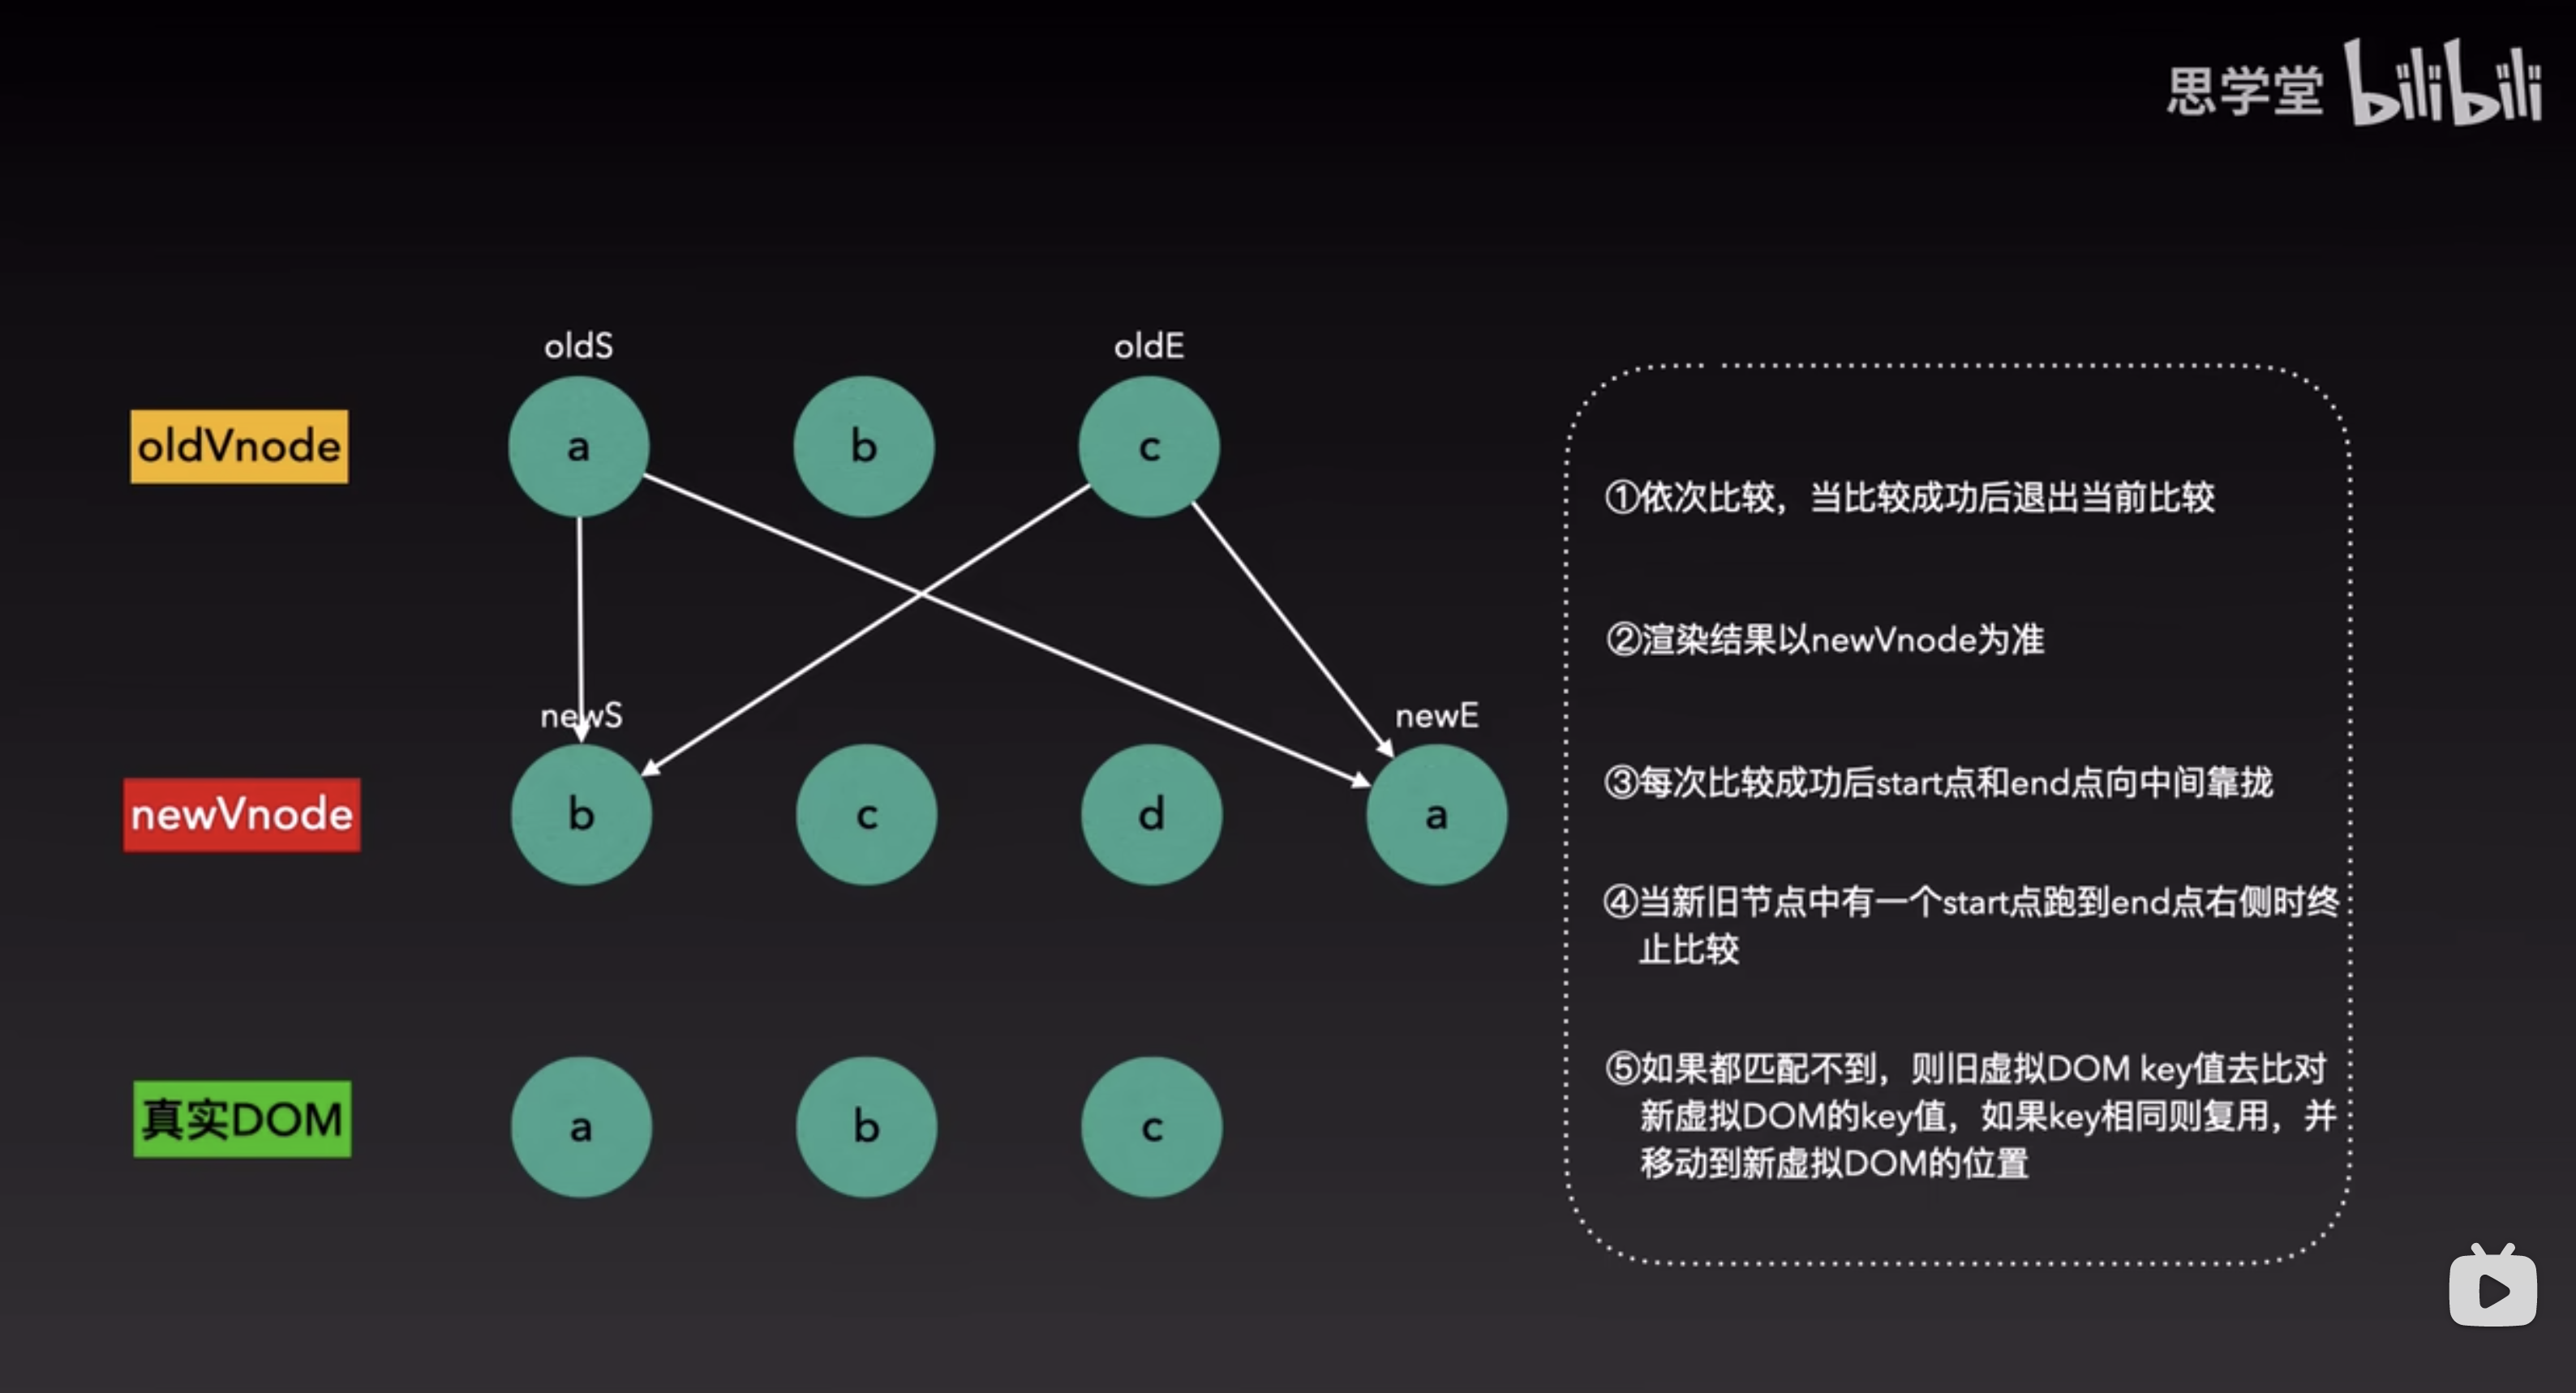 思学堂 bilibili
oldS
oldE
oldVnode
a
b
c
newS
newE
newVnode
b
c
d
a
真实DOM
a
b
c
①依次比较，当比较成功后退出当前比较
②渲染结果以newVnode为准
③每次比较成功后start点和end点向中间靠拢
④当新旧节点中有一个start点跑到end点右侧时终
止比较
⑤如果都匹配不到，则旧虚拟DOM key值去比对
新虚拟DOM的key值，如果key相同则复用，并
移动到新虚拟DOM的位置